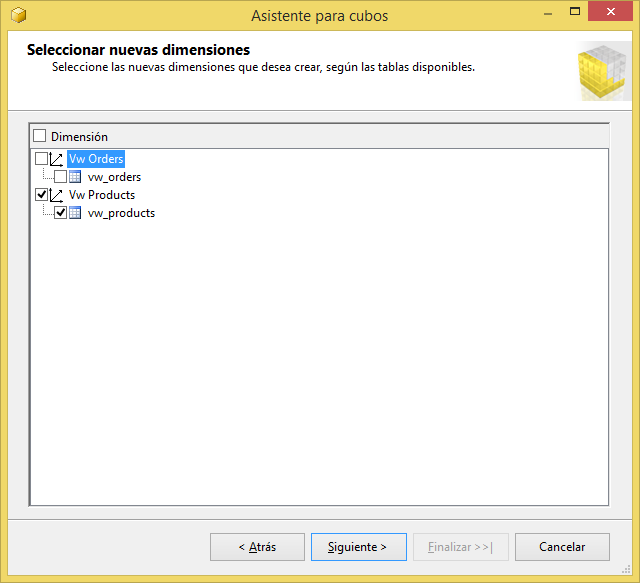 Asistente para cubos
Seleccionar nuevas dimensiones
Seleccione las nuevas dimensiones que desea crear, según las tablas disponibles.
Dimensión
Vw Orders
vw_orders
Vw Products
vw_products
< Atrás
Siguiente >
Finalizar >>|
Cancelar